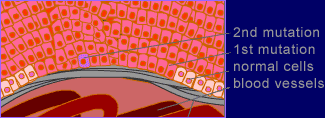 2nd mutation
1st mutation
normal cells
blood vessels